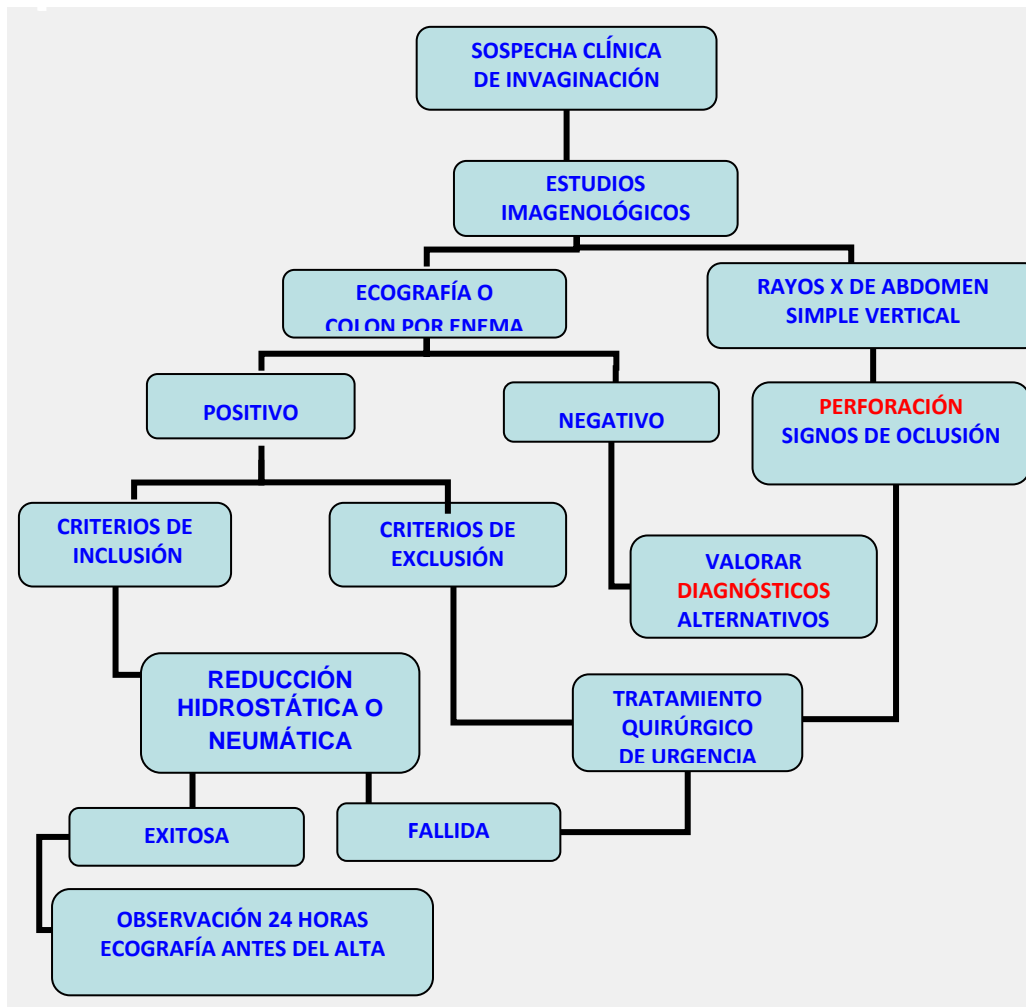 SOSPECHA CLÍNICA
DE INVAGINACIÓN
ESTUDIOS
IMAGENOLÓGICOS
ECOGRAFÍA O
COLON POR ENEMA
RAYOS X DE ABDOMEN
SIMPLE VERTICAL
POSITIVO
NEGATIVO
PERFORACIÓN
SIGNOS DE OCLUSIÓN
CRITERIOS DE
INCLUSIÓN
CRITERIOS DE
EXCLUSIÓN
VALORAR
DIAGNÓSTICOS
ALTERNATIVOS
REDUCCIÓN
HIDROSTÁTICA O
NEUMÁTICA
TRATAMIENTO
QUIRÚRGICO
DE URGENCIA
EXITOSA
FALLIDA
OBSERVACIÓN 24 HORAS
ECOGRAFÍA ANTES DEL ALTA